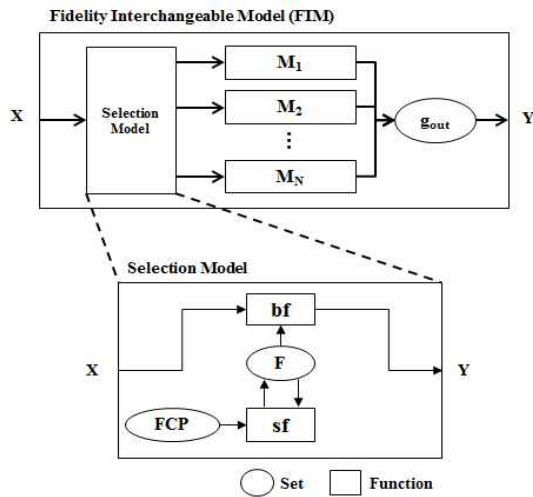 Fidelity Interchangeable Model (FIM)
X
Selection
Model
M1
M2
⋮
MN
gout
Y
Selection Model
X
bf
F
FCP
sf
Y
Set
Function